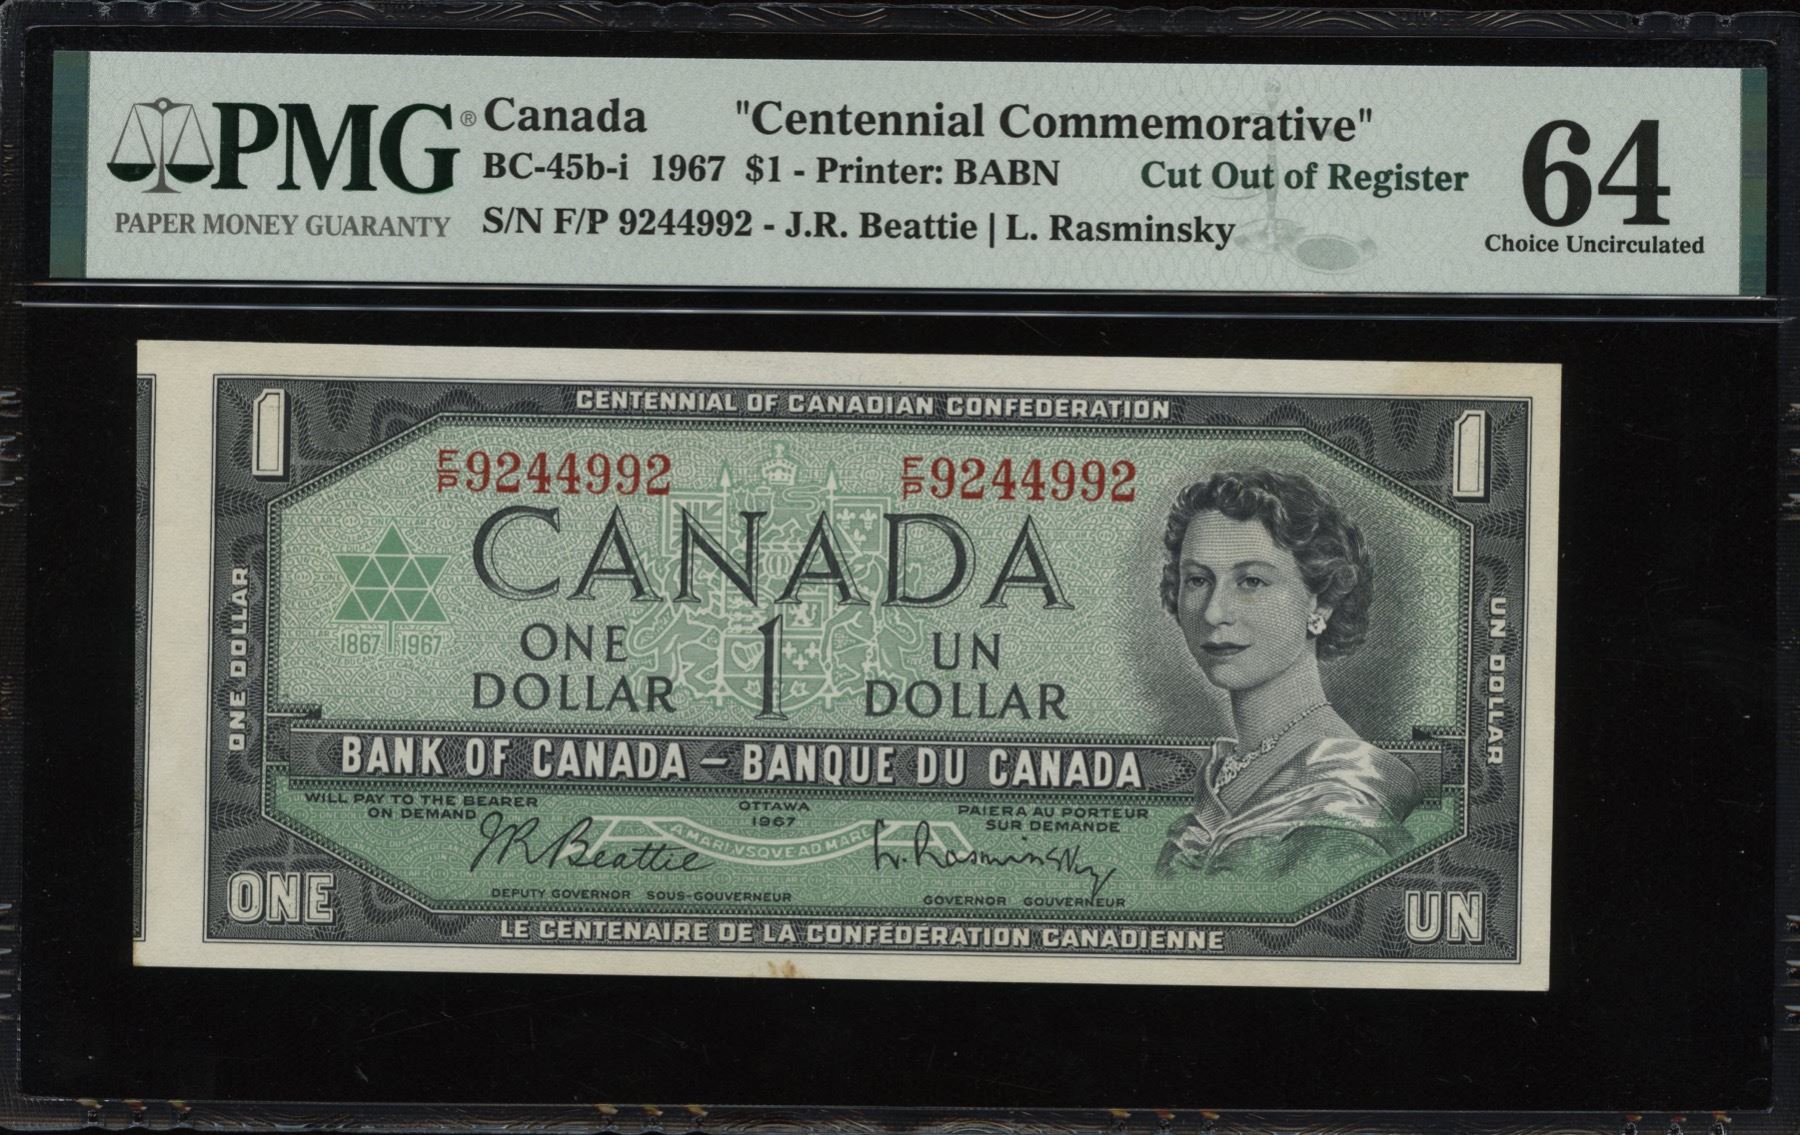 PMG®
PAPER MONEY GUARANTY
Canada "Centennial Commemorative"
BC-45b-i 1967 $1 - Printer: BABN Cut Out of Register
S/N F/P 9244992 - J.R. Beattie | L. Rasminsky
64
Choice Uncirculated
1 CENTENNIAL OF CANADIAN CONFEDERATION 1
F/P 9244992 F/P 9244992
CANADA
1867 1967
ONE DOLLAR 1 UN DOLLAR
ONE DOLLAR
UN DOLLAR
BANK OF CANADA – BANQUE DU CANADA
WILL PAY TO THE BEARER ON DEMAND
OTTAWA 1967
PAIERA AU PORTEUR SUR DEMANDE
A MARI VSQVE AD MARE
JR Beattie L. Rasminsky
DEPUTY GOVERNOR SOUS-GOUVERNEUR GOVERNOR GOUVERNEUR
ONE UN
LE CENTENAIRE DE LA CONFÉDÉRATION CANADIENNE